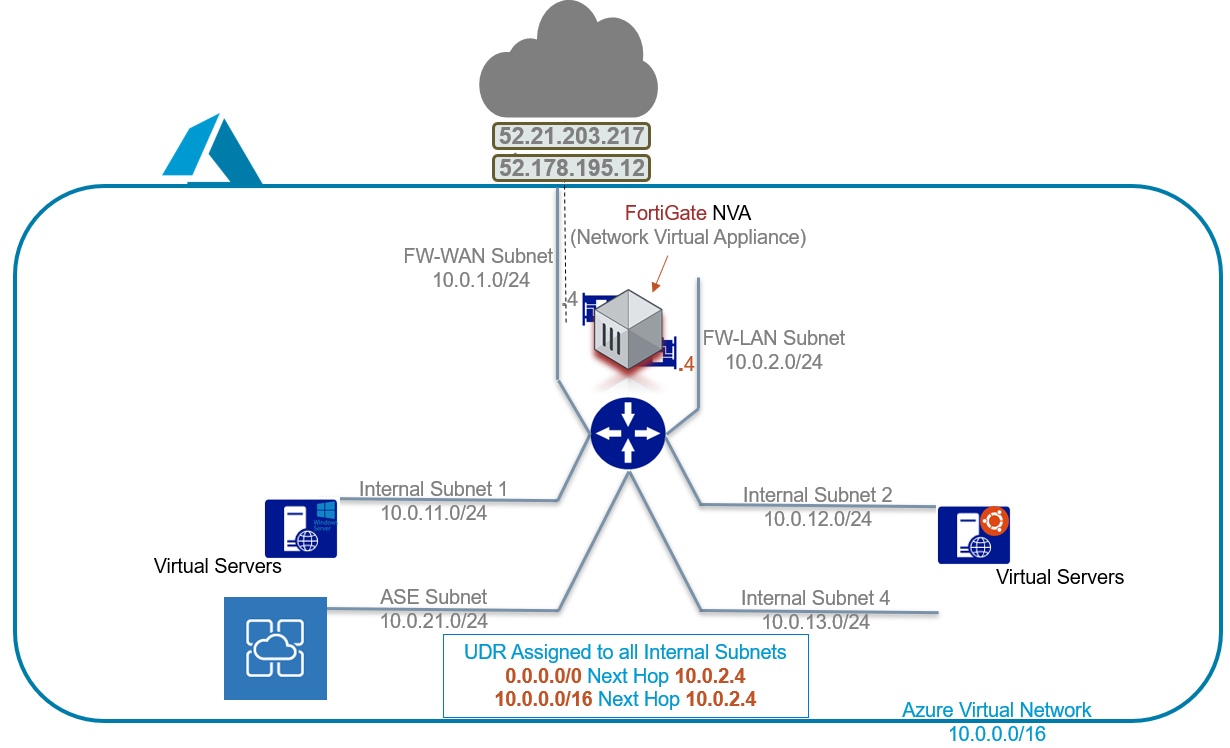 52.21.203.217
52.178.195.12
FortiGate NVA
(Network Virtual Appliance)
FW-WAN Subnet
10.0.1.0/24
.4
FW-LAN Subnet
10.0.2.0/24
.4
Internal Subnet 1
10.0.11.0/24
Internal Subnet 2
10.0.12.0/24
Windows
Server
Virtual Servers
Virtual Servers
ASE Subnet
10.0.21.0/24
Internal Subnet 4
10.0.13.0/24
UDR Assigned to all Internal Subnets
0.0.0.0/0 Next Hop 10.0.2.4
10.0.0.0/16 Next Hop 10.0.2.4
Azure Virtual Network
10.0.0.0/16